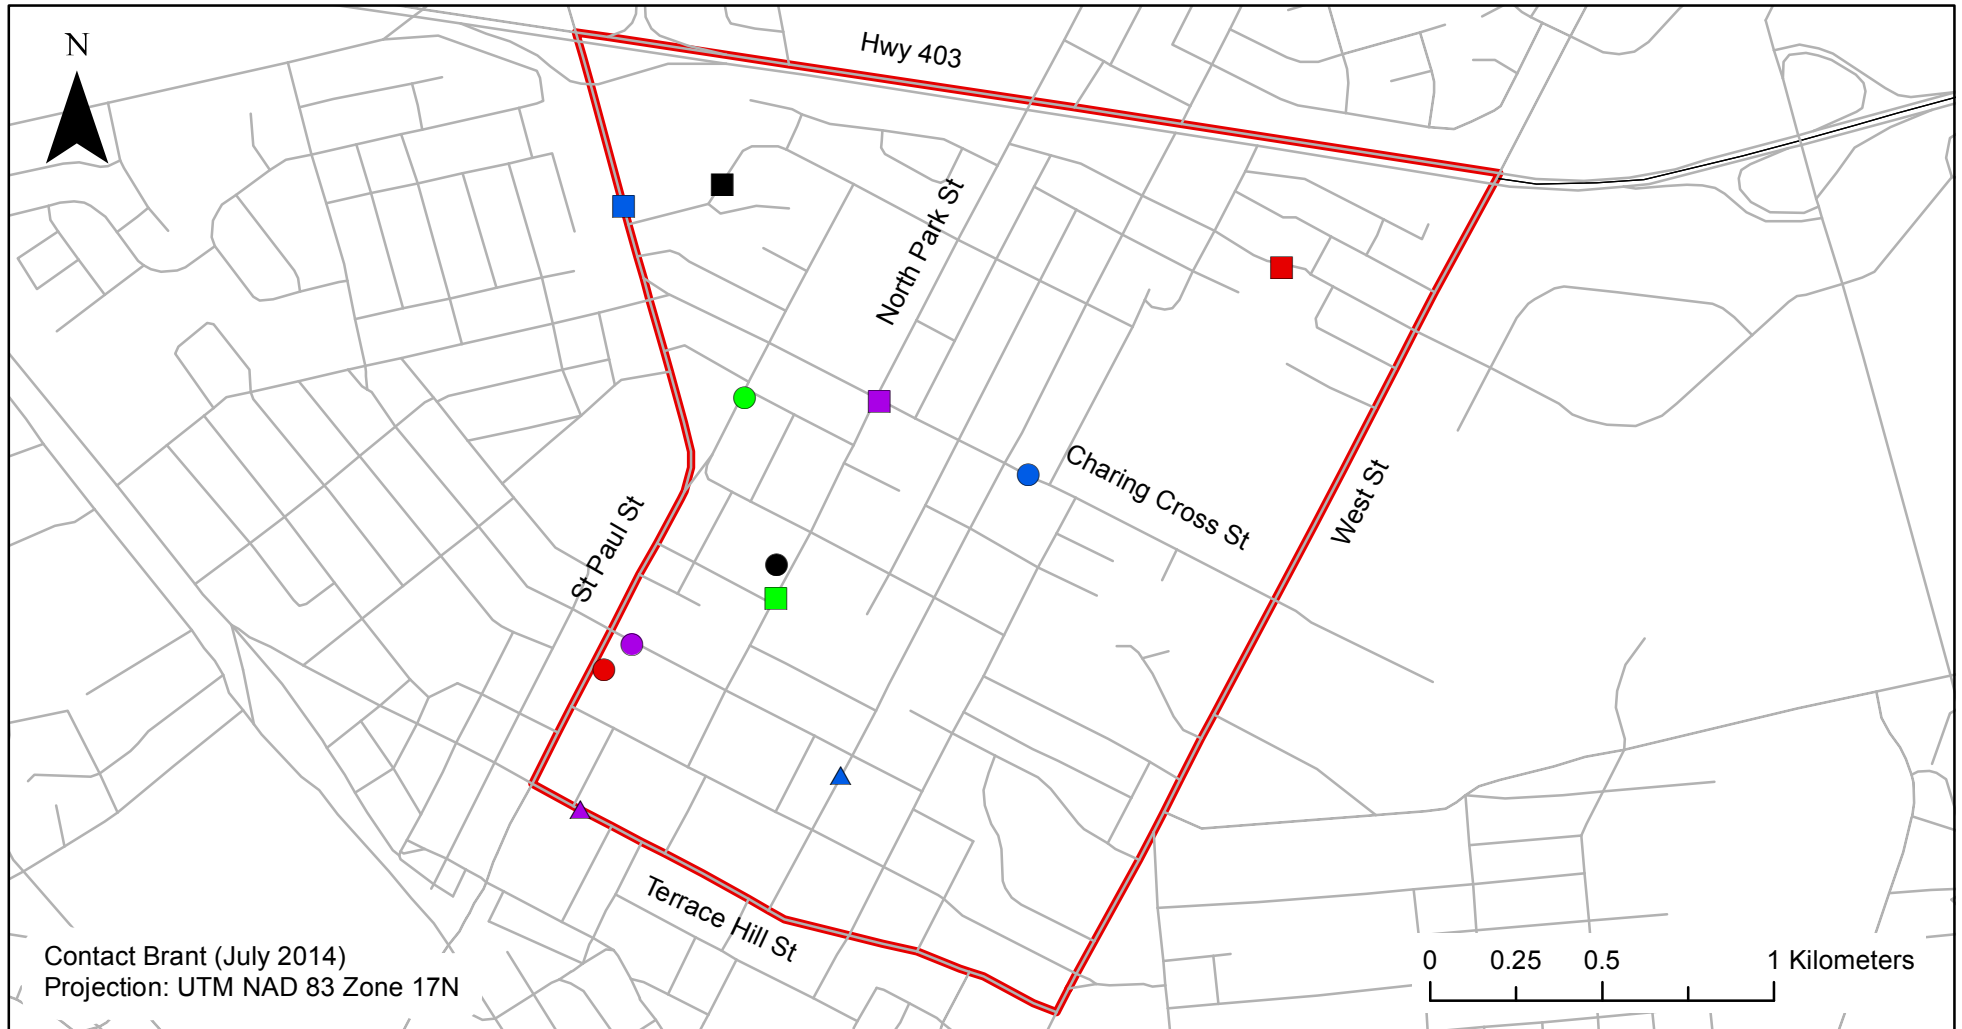 N
Hwy 403
North Park St
Charing Cross St
West St
St Paul St
Terrace Hill St
Contact Brant (July 2014)
Projection: UTM NAD 83 Zone 17N
0 0.25 0.5 1 Kilometers